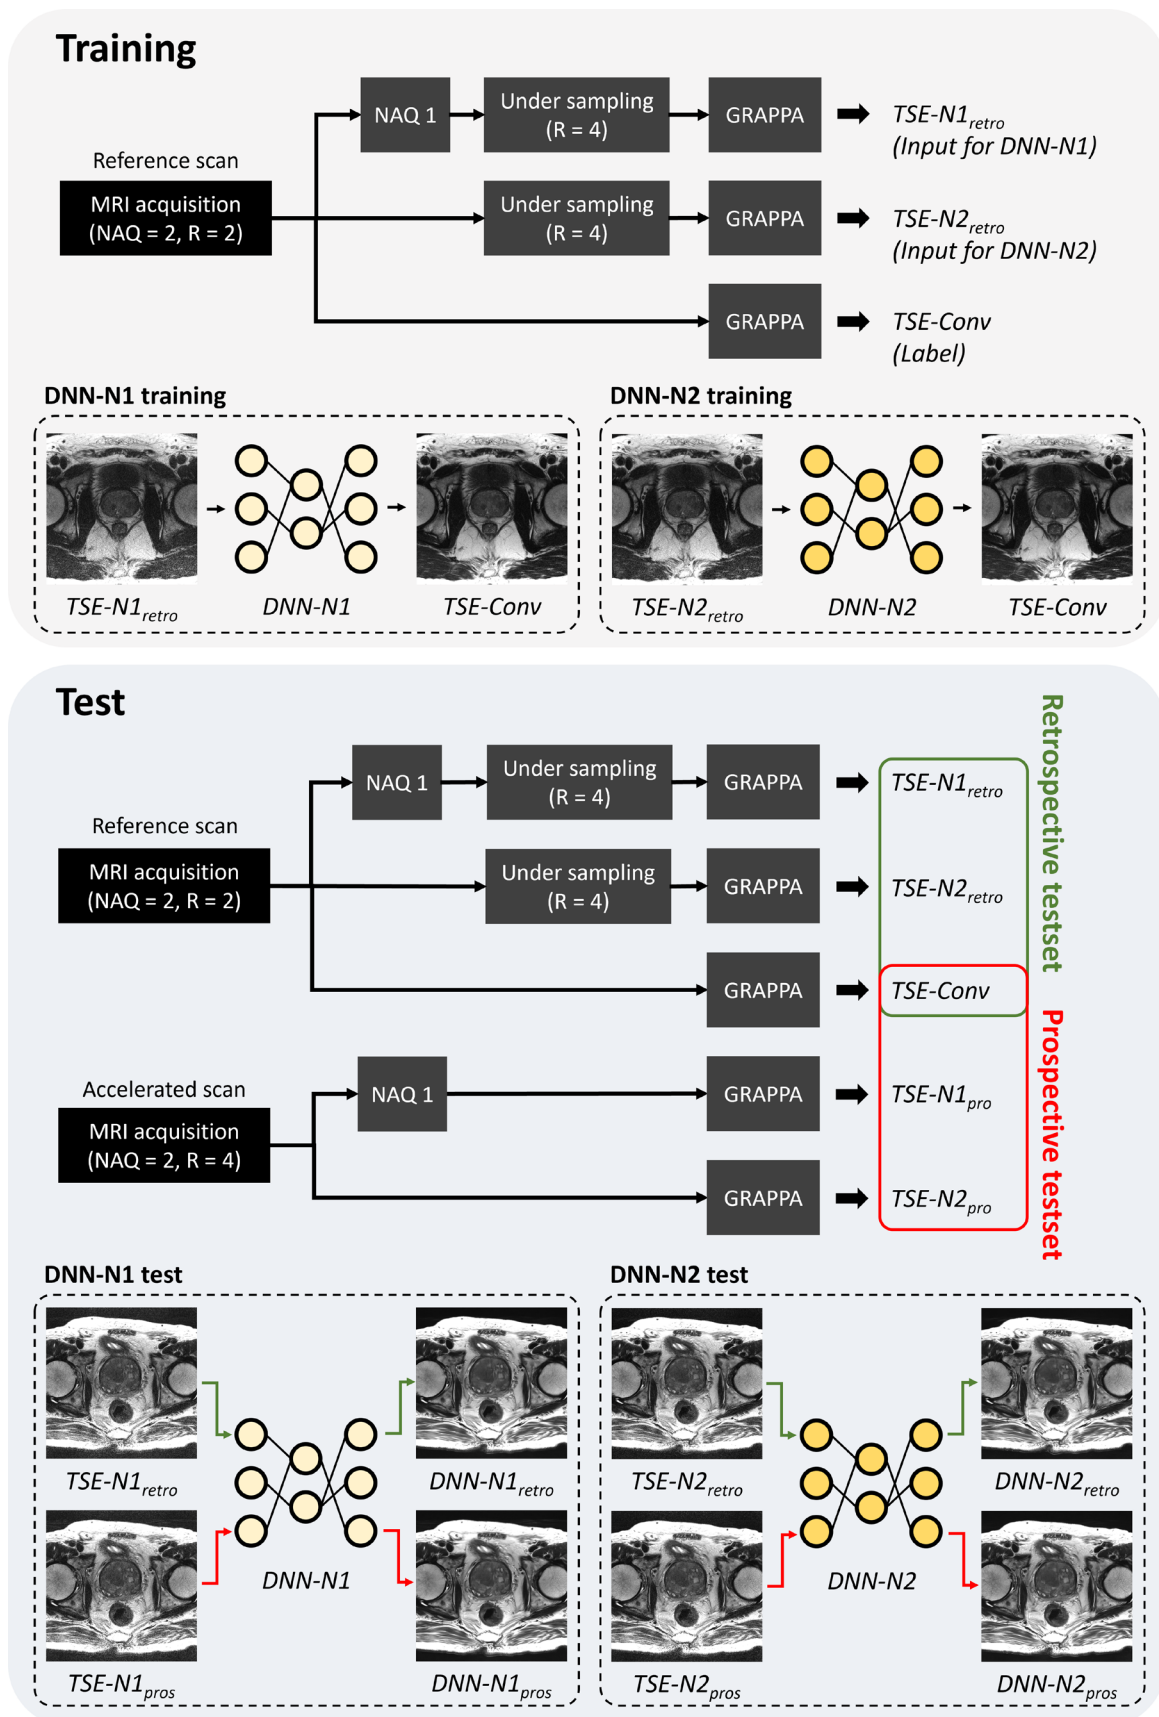 Training
NAQ 1
Under sampling
(R = 4)
GRAPPA
TSE-N1retro
(Input for DNN-N1)
Reference scan
MRI acquisition
(NAQ = 2, R = 2)
Under sampling
(R = 4)
GRAPPA
TSE-N2retro
(Input for DNN-N2)
GRAPPA
TSE-Conv
(Label)
DNN-N1 training
TSE-N1retro
DNN-N1
TSE-Conv
DNN-N2 training
TSE-N2retro
DNN-N2
TSE-Conv
Test
NAQ 1
Under sampling
(R = 4)
GRAPPA
TSE-N1retro
Reference scan
MRI acquisition
(NAQ = 2, R = 2)
Under sampling
(R = 4)
GRAPPA
TSE-N2retro
GRAPPA
TSE-Conv
Retrospective testset
Accelerated scan
MRI acquisition
(NAQ = 2, R = 4)
NAQ 1
GRAPPA
TSE-N1pro
GRAPPA
TSE-N2pro
Prospective testset
DNN-N1 test
TSE-N1retro
DNN-N1retro
DNN-N1
TSE-N1pros
DNN-N1pros
DNN-N2 test
TSE-N2retro
DNN-N2retro
DNN-N2
TSE-N2pros
DNN-N2pros